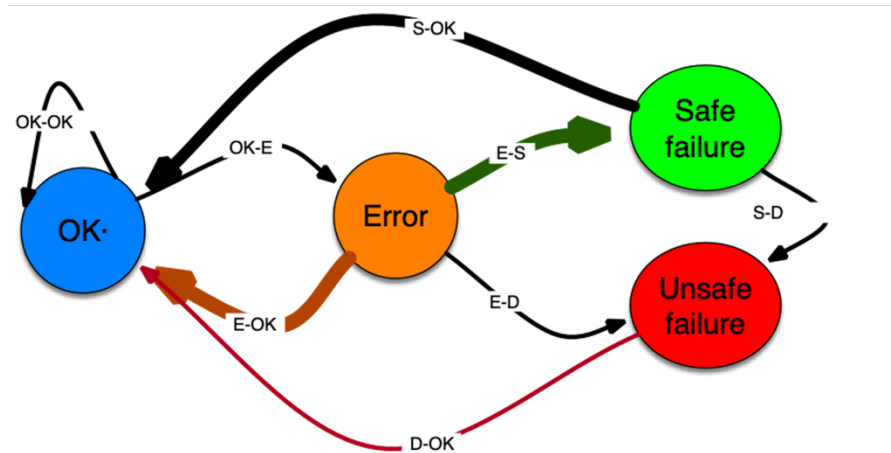 S-OK
Safe
failure
OK-OK
OK-E
E-S
Error
S-D
OK*
Unsafe
failure
E-D
E-OK
D-OK